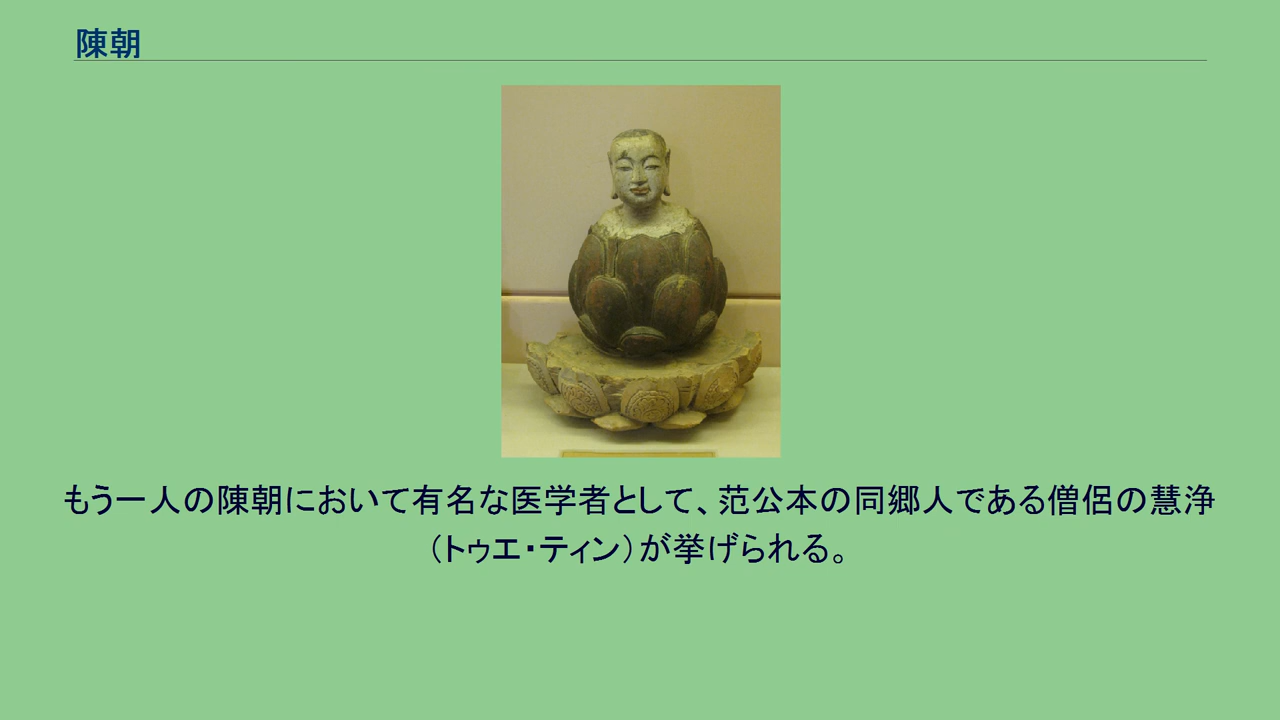 陳朝
もう一人の陳朝において有名な医学者として、范公本の同郷人である僧侶の慧浄
（トゥエ・ティン）が挙げられる。